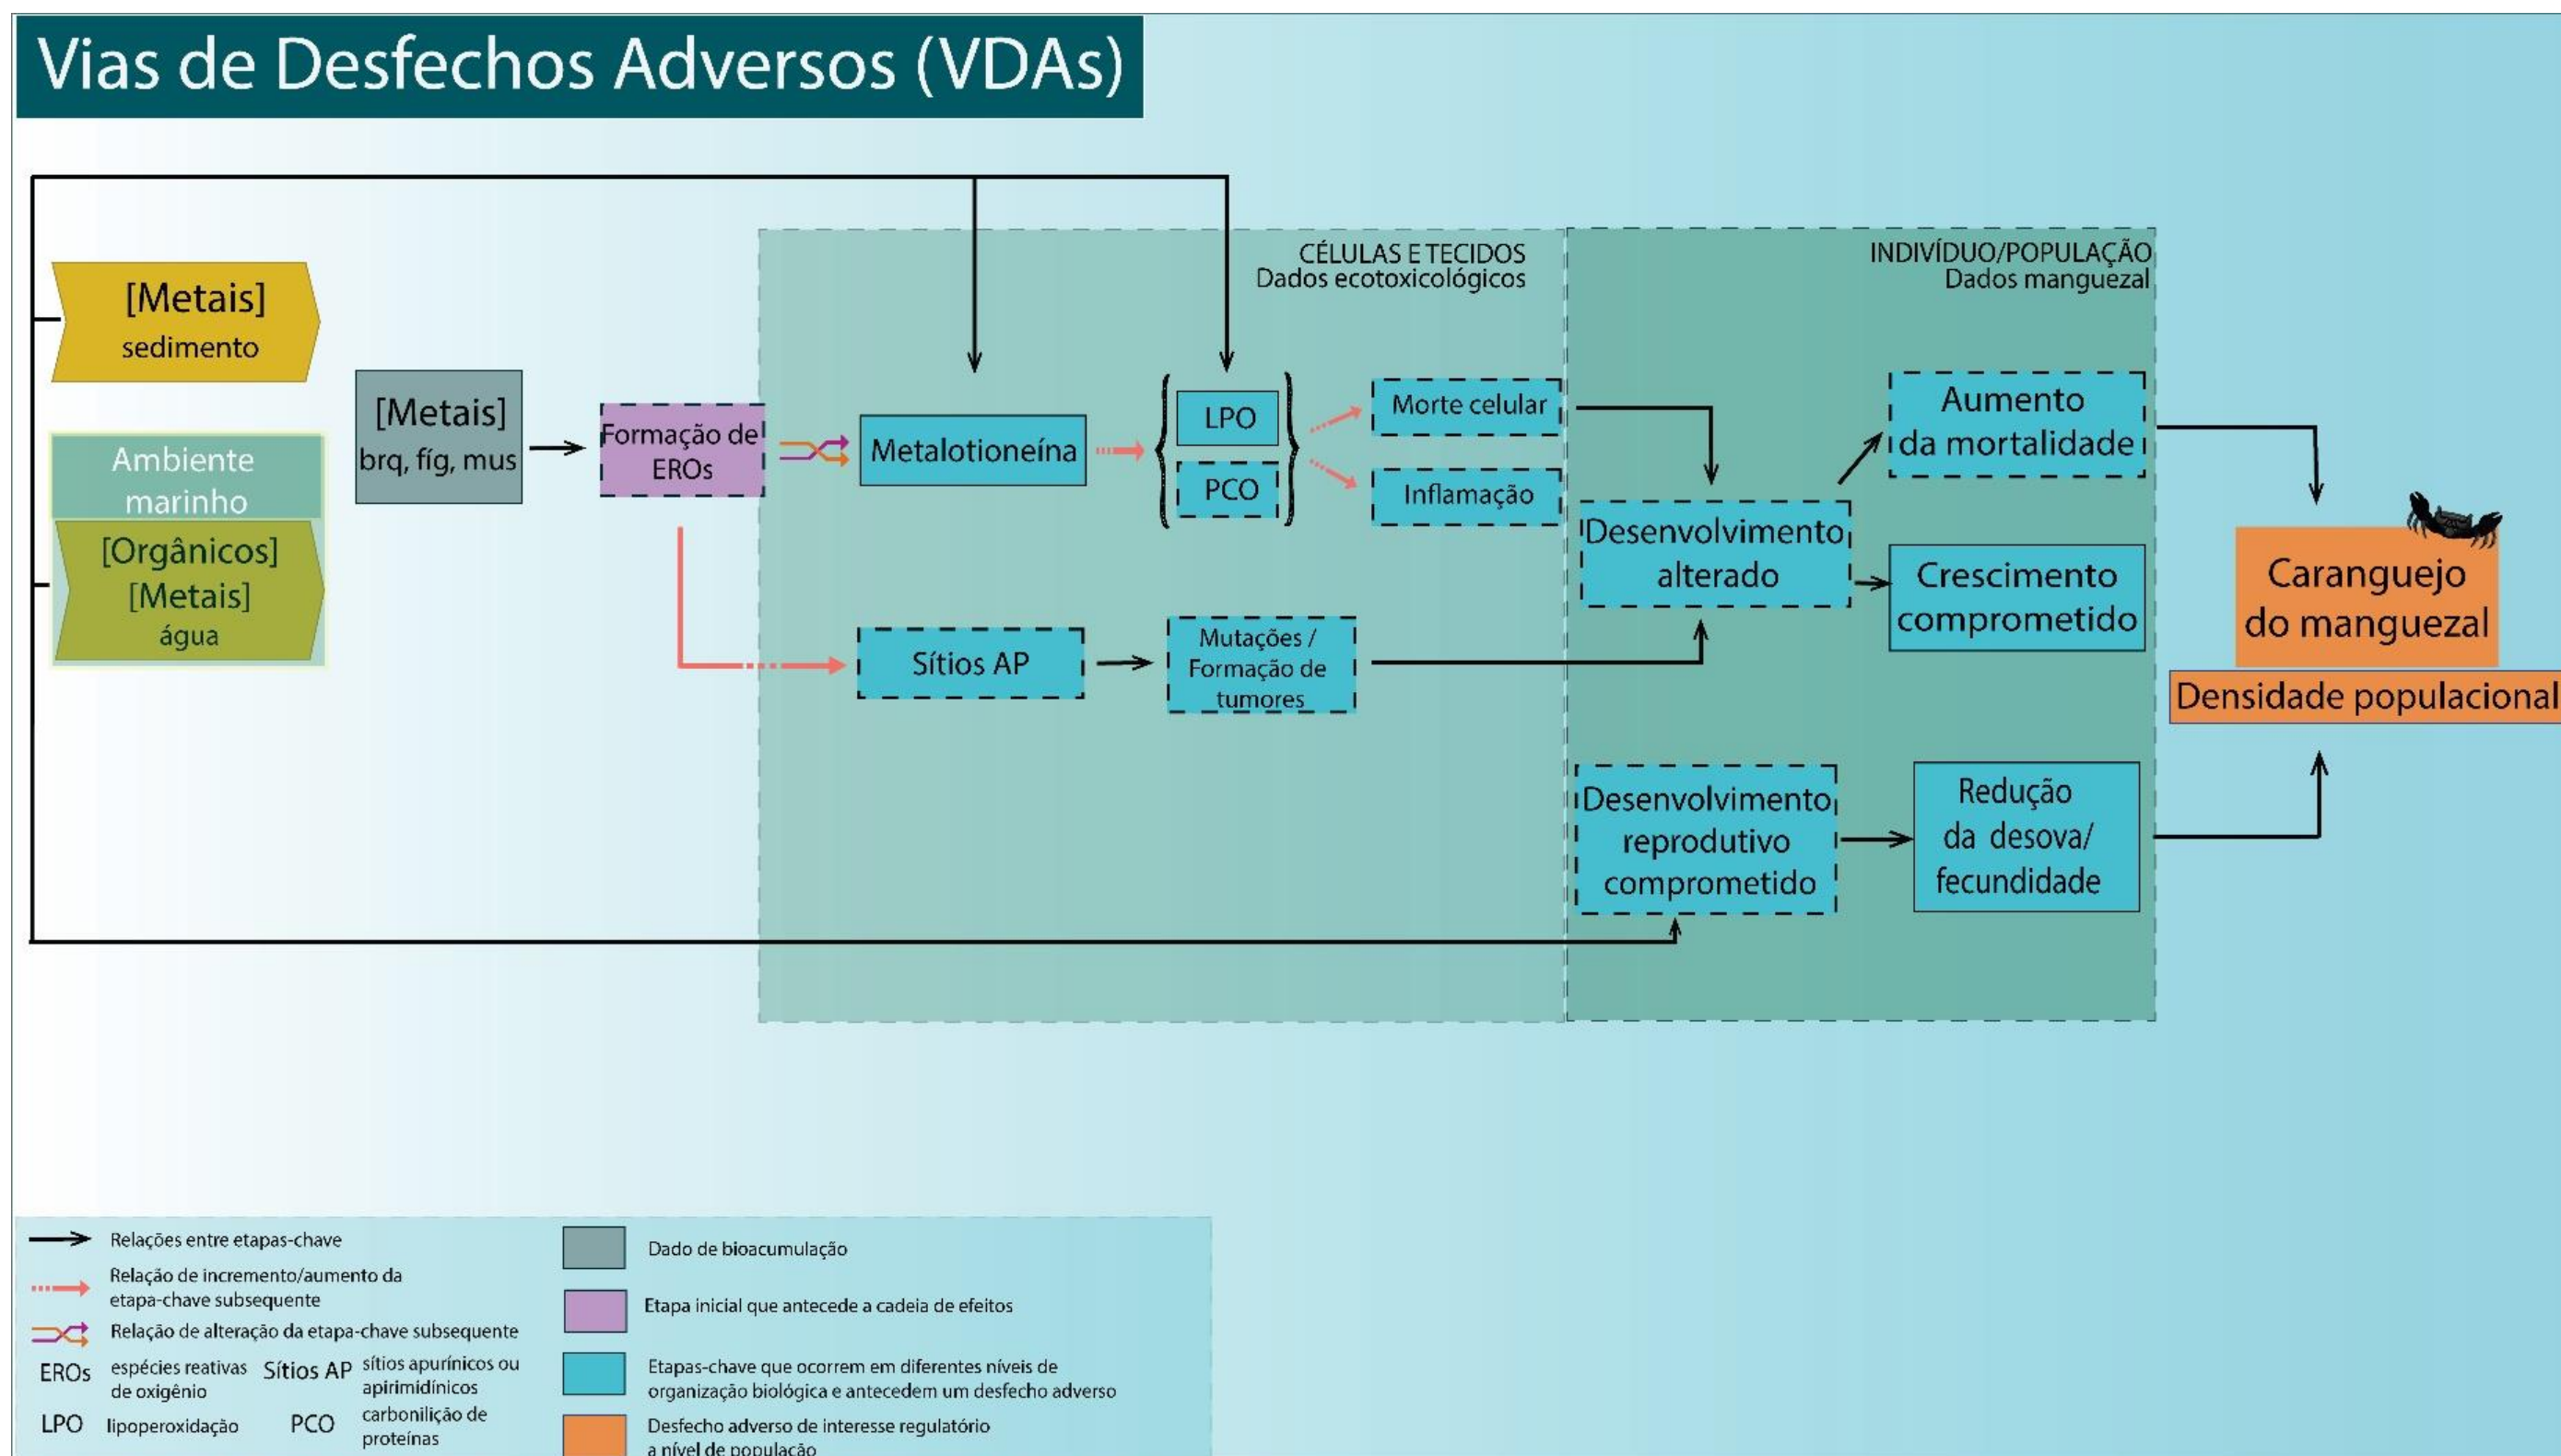 Vias de Desfechos Adversos (VDAs)
CÉLULAS E TECIDOS
Dados ecotoxicológicos
INDIVÍDUO/POPULAÇÃO
Dados manguezal
[Metais]
sedimento
Ambiente
marinho
[Orgânicos]
[Metais]
água
[Metais]
brq, fíg, mus
Formação de
EROs
Metalotioneína
LPO
PCO
Morte celular
Inflamação
Sítios AP
Mutações /
Formação de
tumores
Desenvolvimento
alterado
Aumento
da mortalidade
Crescimento
comprometido
Desenvolvimento
reprodutivo
comprometido
Redução
da desova/
fecundidade
Caranguejo
do manguezal
Densidade populacional
Relações entre etapas-chave
Relação de incremento/aumento da
etapa-chave subsequente
Relação de alteração da etapa-chave subsequente
EROs espécies reativas
de oxigênio
Sítios AP sítios apurínicos ou
apirimidínicos
LPO lipoperoxidação
PCO carbonilição de
proteínas
Dado de bioacumulação
Etapa inicial que antecede a cadeia de efeitos
Etapas-chave que ocorrem em diferentes níveis de
organização biológica e antecedem um desfecho adverso
Desfecho adverso de interesse regulatório
a nível de população